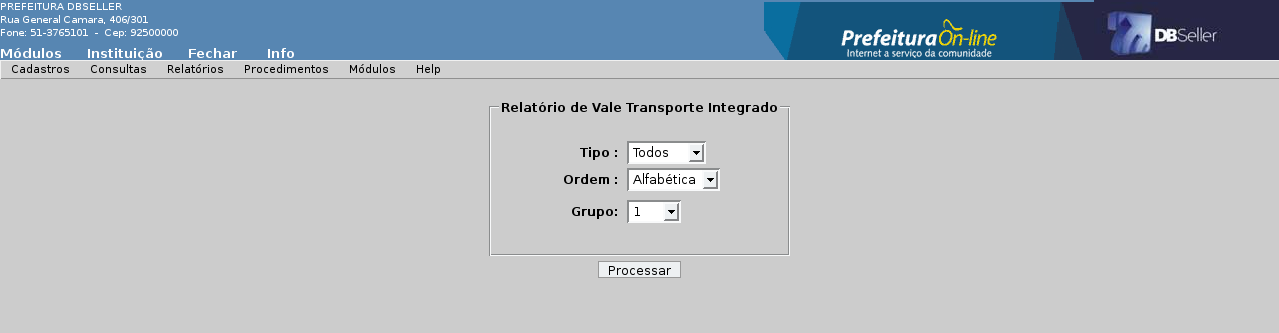 PREFEITURA DBSELLER
Rua General Camara, 406/301
Fone: 51-3765101 - Cep: 92500000
Módulos Instituição Fechar Info
Prefeitura On-line
Internet a serviço da comunidade
DBSeller
Cadastros Consultas Relatórios Procedimentos Módulos Help
Relatório de Vale Transporte Integrado
Tipo : Todos
Ordem : Alfabética
Grupo: 1
Processar